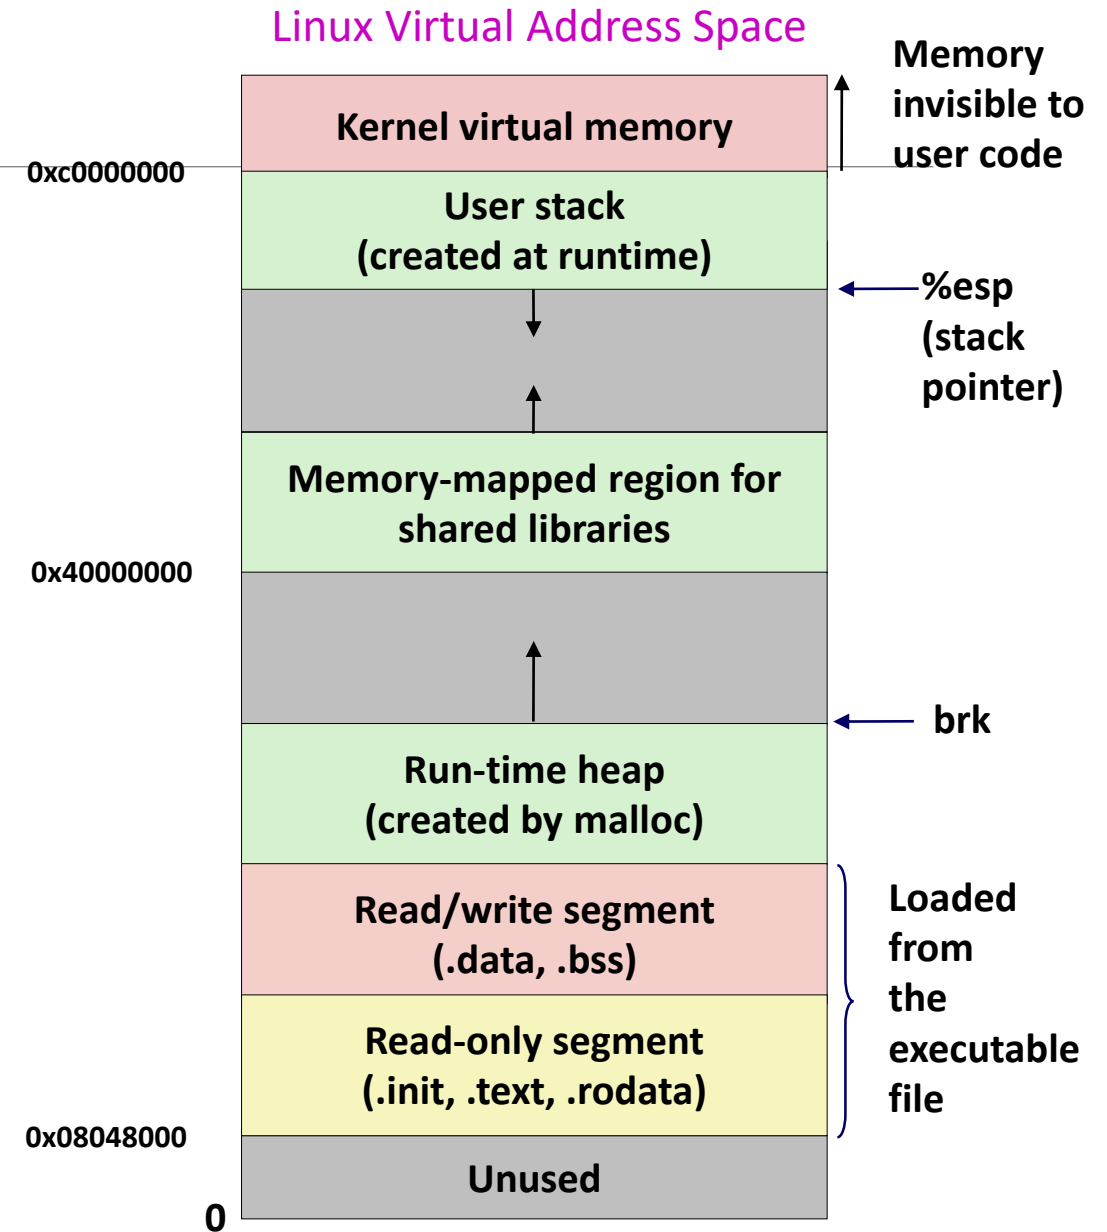 Linux Virtual Address Space
Memory
invisible to
user code
Kernel virtual memory
0xc0000000
User stack
(created at runtime)
%esp
(stack
pointer)
Memory-mapped region for
shared libraries
0x40000000
brk
Run-time heap
(created by malloc)
Read/write segment
(.data, .bss)
Loaded
from
the
executable
file
Read-only segment
(.init, .text, .rodata)
0x08048000
Unused
0